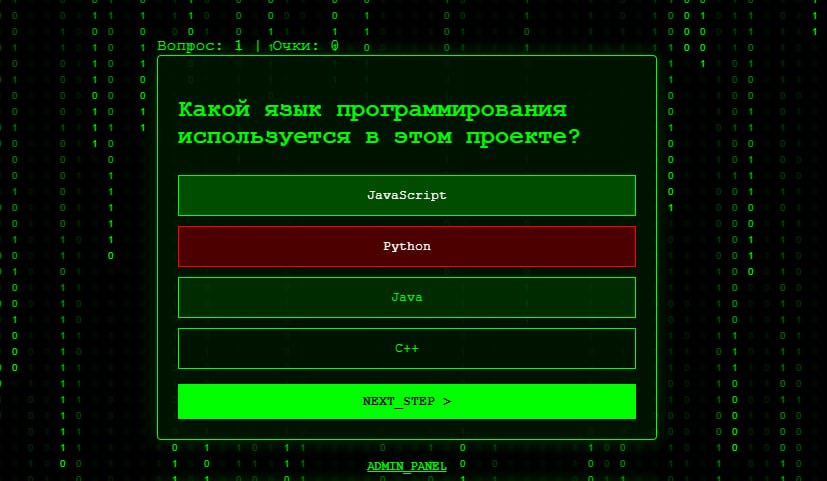 Вопрос: 1 | Очки: 0
Какой язык программирования
используется в этом проекте?
JavaScript
Python
Java
C++
NEXT_STEP >
ADMIN_PANEL